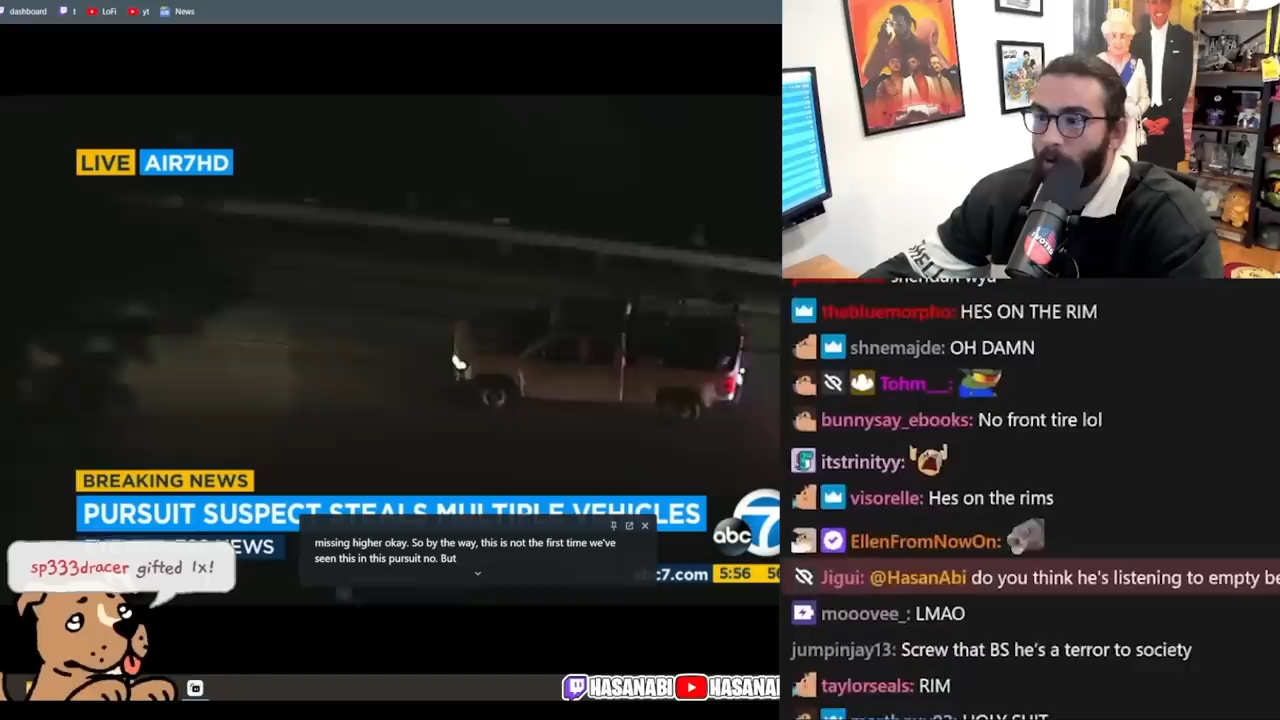 dashboard
t
LoFi
yt
News
LIVE AIR7HD
BREAKING NEWS
PURSUIT SUSPECT STEALS MULTIPLE VEHICLES
NEWS
missing higher okay. So by the way, this is not the first time we've
seen this in this pursuit no. But
abc 7
c7.com 5:56
sp333dracer gifted 1x!
HASANABI
thebluemorpho: HES ON THE RIM
shnemajde: OH DAMN
Tohm__:
bunnysay_ebooks: No front tire lol
itstrinityy:
visorelle: Hes on the rims
EllenFromNowOn:
Jigui: @HasanAbi do you think he's listening to empty be
mooovee_: LMAO
jumpinjay13: Screw that BS he's a terror to society
taylorseals: RIM